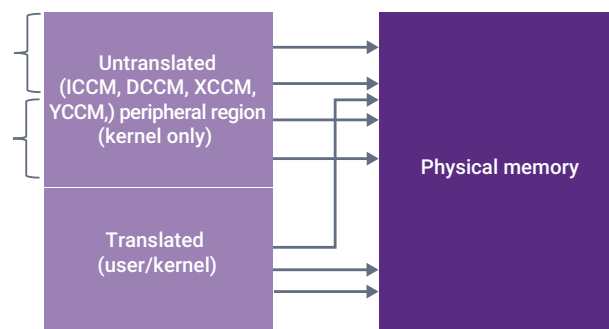 Untranslated
(ICCM, DCCM, XCCM,
YCCM,) peripheral region
(kernel only)
Physical memory
Translated
(user/kernel)